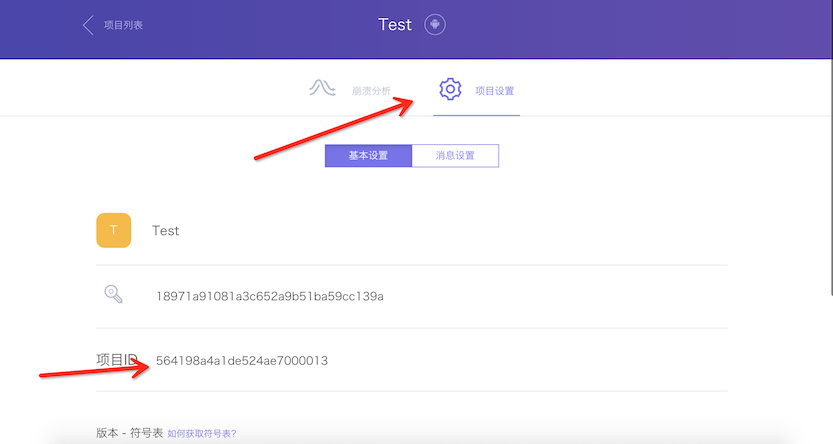 项目列表
Test
崩溃分析
项目设置
基本设置
消息设置
T
Test
18971a91081a3c652a9b51ba59cc139a
项目ID 564198a4a1de524ae7000013
版本 - 符号表 如何获取符号表?